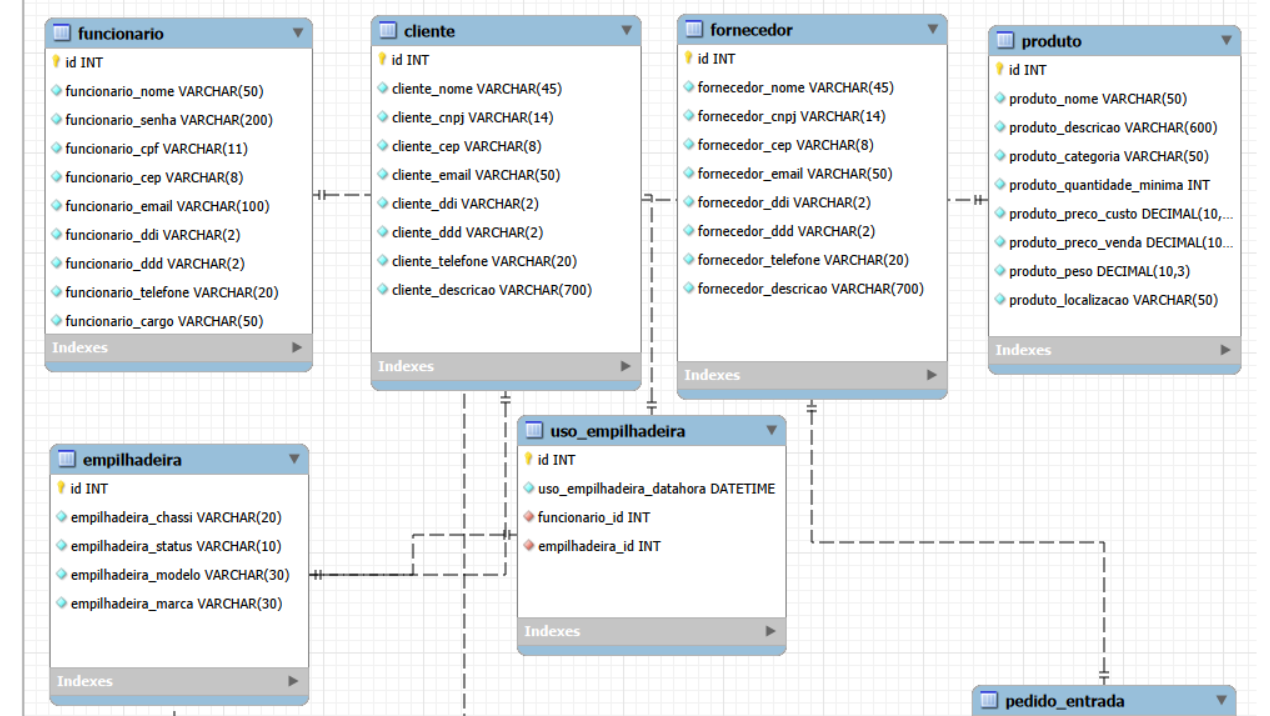 funcionario
id INT
funcionario_nome VARCHAR(50)
funcionario_senha VARCHAR(200)
funcionario_cpf VARCHAR(11)
funcionario_cep VARCHAR(8)
funcionario_email VARCHAR(100)
funcionario_ddi VARCHAR(2)
funcionario_ddd VARCHAR(2)
funcionario_telefone VARCHAR(20)
funcionario_cargo VARCHAR(50)
Indexes
cliente
id INT
cliente_nome VARCHAR(45)
cliente_cnpj VARCHAR(14)
cliente_cep VARCHAR(8)
cliente_email VARCHAR(50)
cliente_ddi VARCHAR(2)
cliente_ddd VARCHAR(2)
cliente_telefone VARCHAR(20)
cliente_descricao VARCHAR(700)
Indexes
fornecedor
id INT
fornecedor_nome VARCHAR(45)
fornecedor_cnpj VARCHAR(14)
fornecedor_cep VARCHAR(8)
fornecedor_email VARCHAR(50)
fornecedor_ddi VARCHAR(2)
fornecedor_ddd VARCHAR(2)
fornecedor_telefone VARCHAR(20)
fornecedor_descricao VARCHAR(700)
Indexes
produto
id INT
produto_nome VARCHAR(50)
produto_descricao VARCHAR(600)
produto_categoria VARCHAR(50)
produto_quantidade_minima INT
produto_preco_custo DECIMAL(10,...
produto_preco_venda DECIMAL(10...
produto_peso DECIMAL(10,3)
produto_localizacao VARCHAR(50)
Indexes
empilhadeira
id INT
empilhadeira_chassi VARCHAR(20)
empilhadeira_status VARCHAR(10)
empilhadeira_modelo VARCHAR(30)
empilhadeira_marca VARCHAR(30)
Indexes
uso_empilhadeira
id INT
uso_empilhadeira_datahora DATETIME
funcionario_id INT
empilhadeira_id INT
Indexes
pedido_entrada